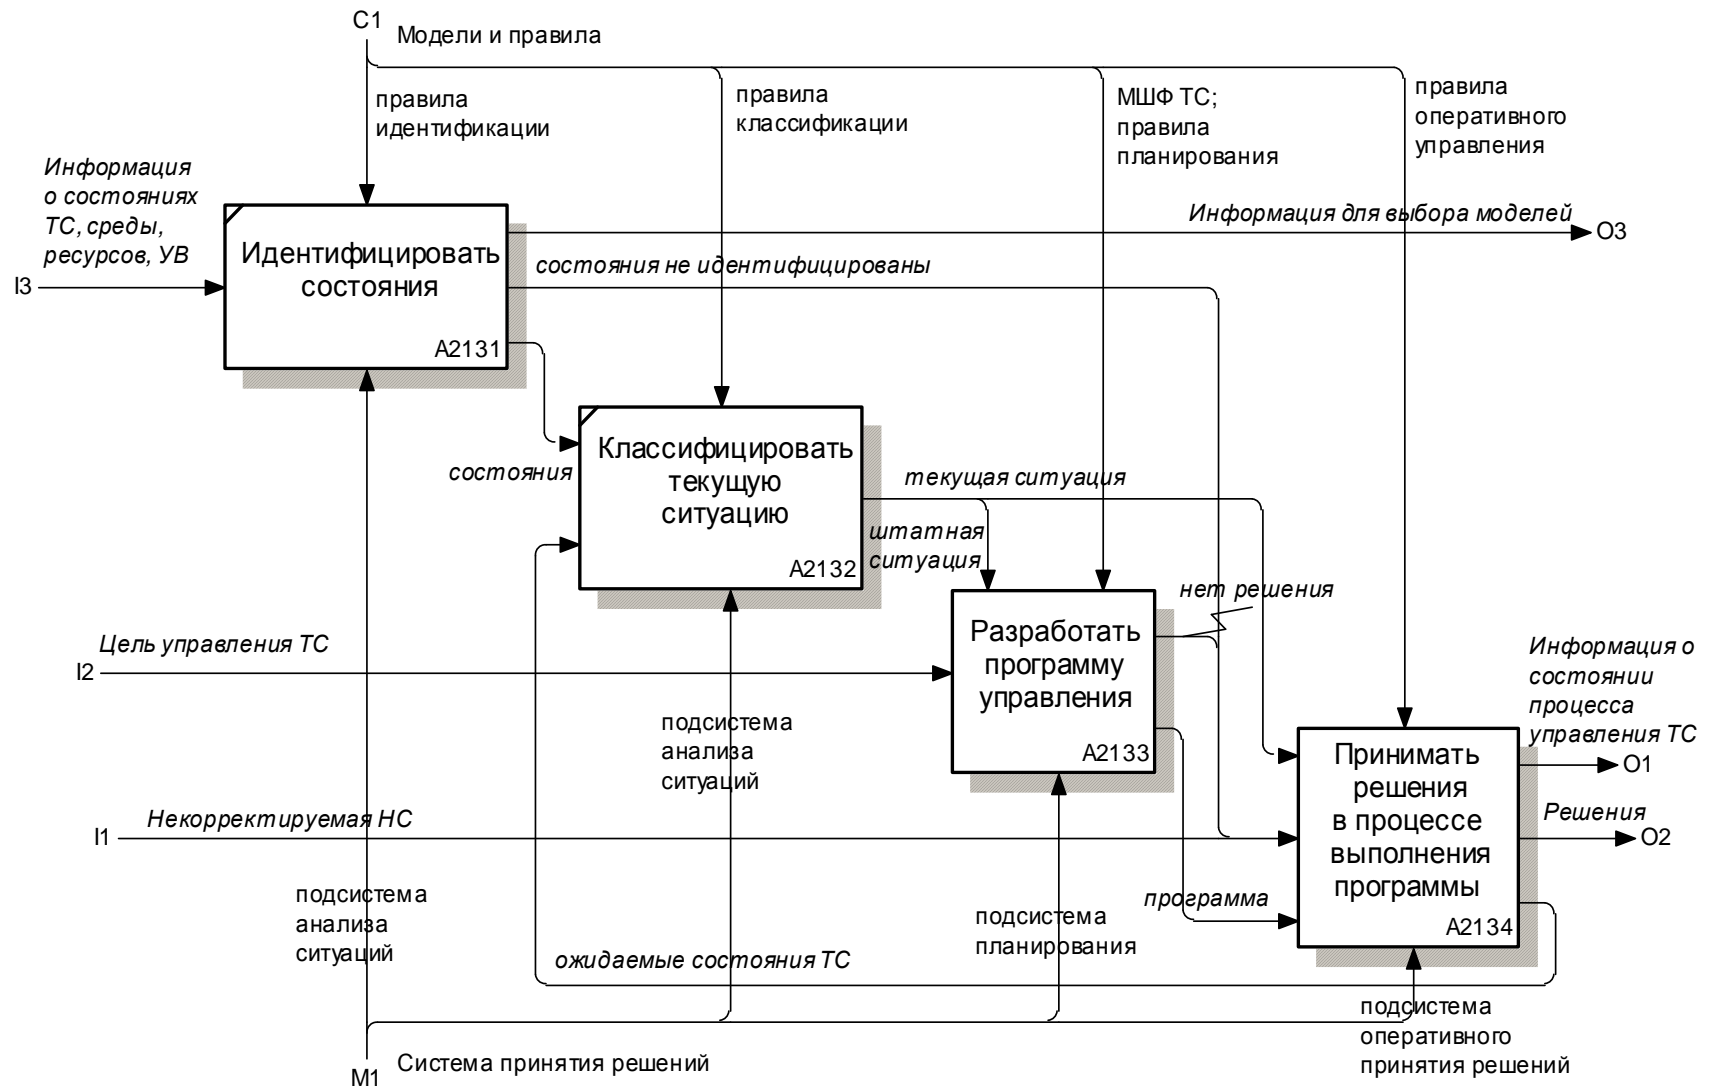 C1
Модели и правила
правила
идентификации
правила
классификации
МШФ ТС;
правила
планирования
правила
оперативного
управления
Информация
о состояниях
ТС, среды,
ресурсов, УВ
I3
Идентифицировать
состояния
A2131
Информация для выбора моделей
O3
состояния не идентифицированы
состояния
Классифицировать
текущую
ситуацию
A2132
текущая ситуация
штатная
ситуация
нет решения
Цель управления ТС
I2
Разработать
программу
управления
A2133
Информация о
состоянии
процесса
управления ТС
O1
подсистема
анализа
ситуаций
Принимать
решения
в процессе
выполнения
программы
A2134
Решения
O2
Некорректируемая НС
I1
подсистема
анализа
ситуаций
программа
подсистема
планирования
ожидаемые состояния ТС
подсистема
оперативного
принятия решений
Система принятия решений
M1